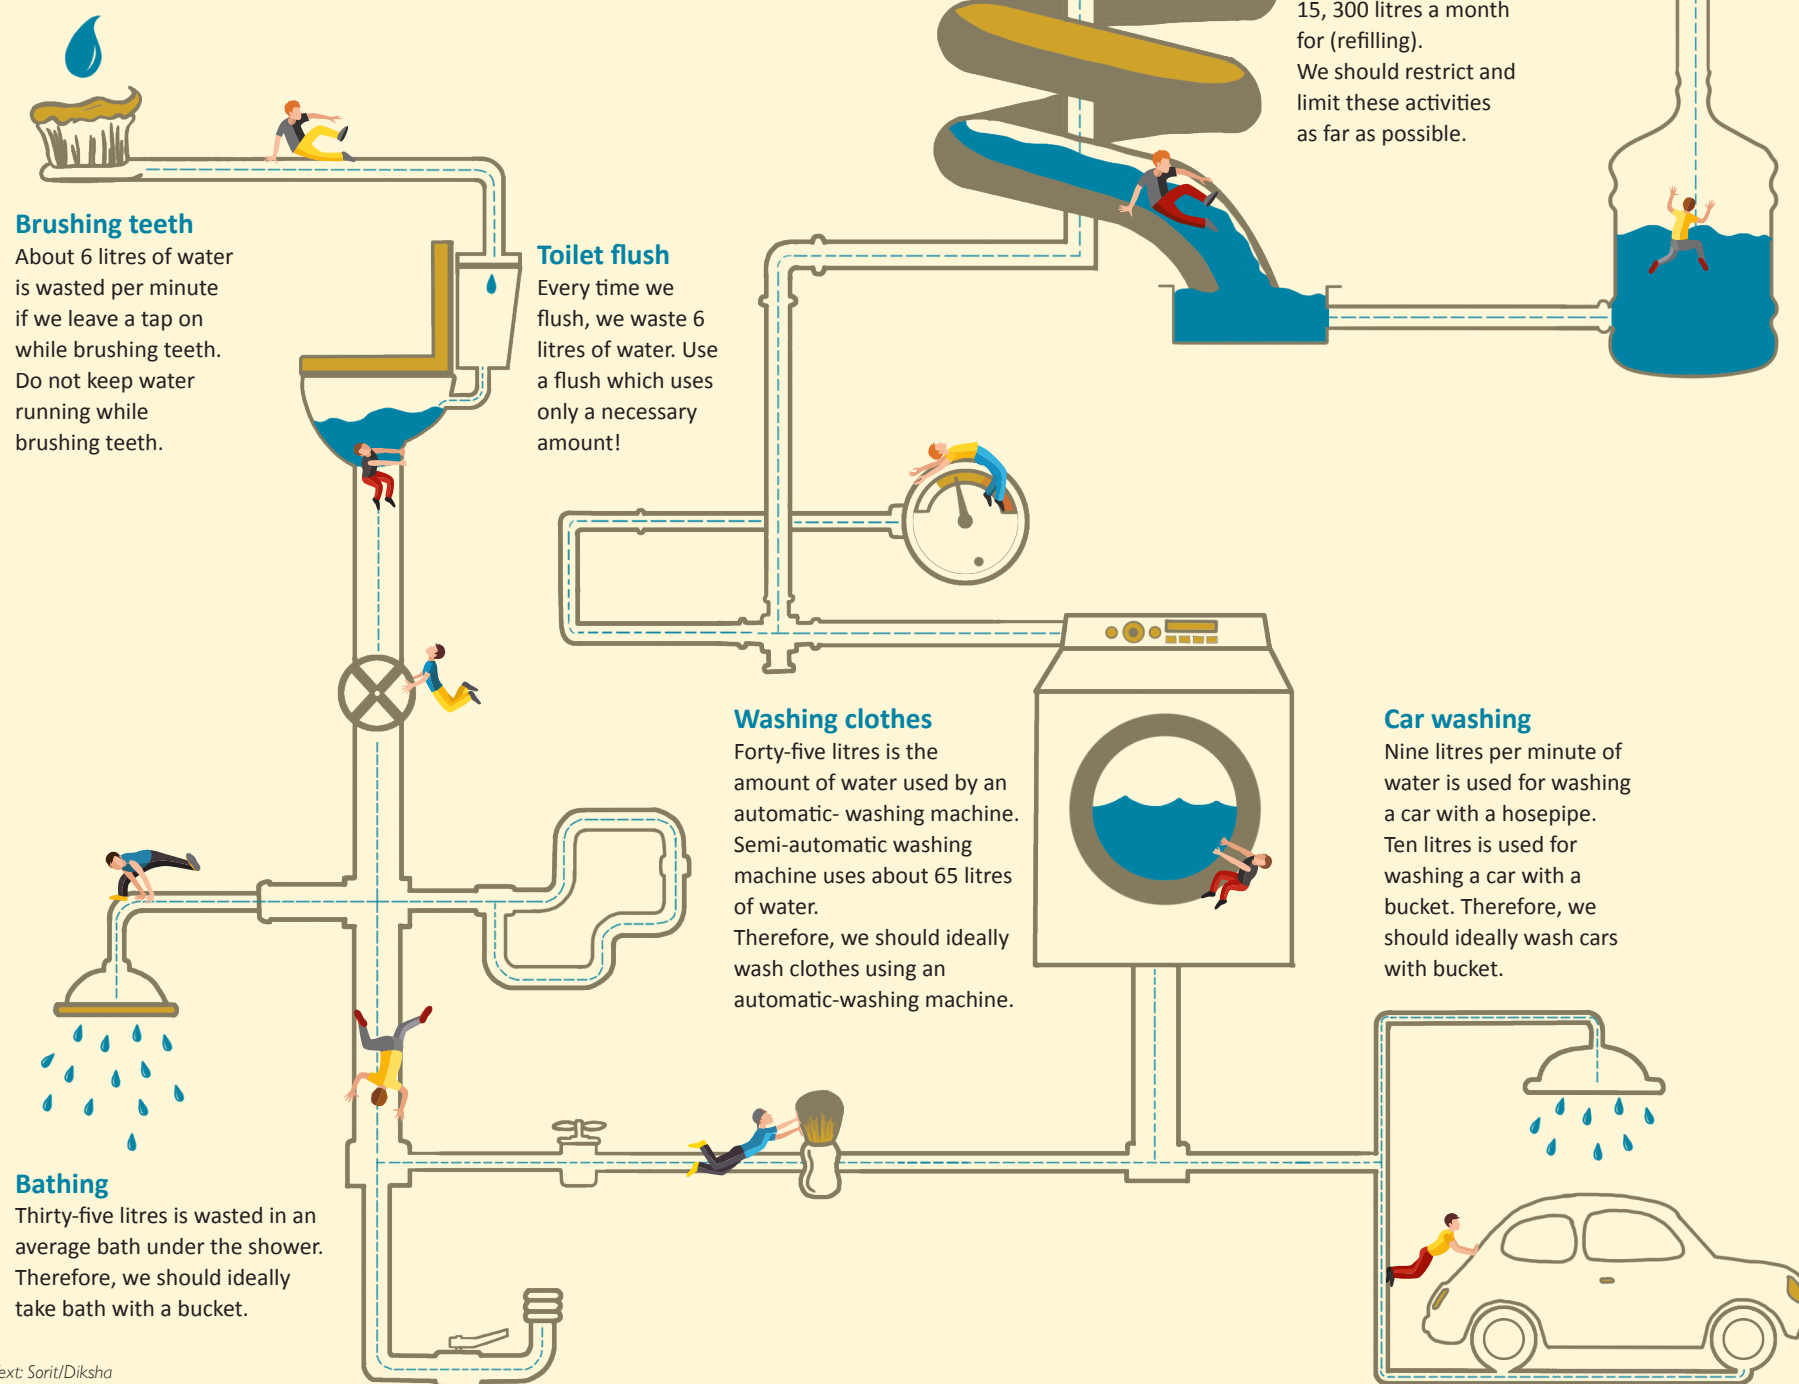 15, 300 litres a month
for (refilling).
We should restrict and
limit these activities
as far as possible.
Brushing teeth
About 6 litres of water
is wasted per minute
if we leave a tap on
while brushing teeth.
Do not keep water
running while
brushing teeth.
Toilet flush
Every time we
flush, we waste 6
litres of water. Use
a flush which uses
only a necessary
amount!
Washing clothes
Forty-five litres is the
amount of water used by an
automatic- washing machine.
Semi-automatic washing
machine uses about 65 litres
of water.
Therefore, we should ideally
wash clothes using an
automatic-washing machine.
Car washing
Nine litres per minute of
water is used for washing
a car with a hosepipe.
Ten litres is used for
washing a car with a
bucket. Therefore, we
should ideally wash cars
with bucket.
Bathing
Thirty-five litres is wasted in an
average bath under the shower.
Therefore, we should ideally
take bath with a bucket.
ext: Sorit/Diksha